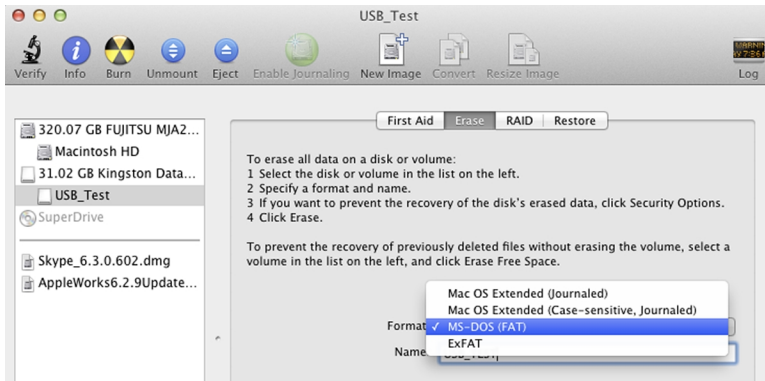 USB_Test
Verify Info Burn Unmount Eject Enable Journaling New Image Convert Resize Image Log
320.07 GB FUJITSU MJA2...
Macintosh HD
31.02 GB Kingston Data...
USB_Test
SuperDrive
Skype_6.3.0.602.dmg
AppleWorks6.2.9Update...
First Aid Erase RAID Restore
To erase all data on a disk or volume:
1 Select the disk or volume in the list on the left.
2 Specify a format and name.
3 If you want to prevent the recovery of the disk's erased data, click Security Options.
4 Click Erase.
To prevent the recovery of previously deleted files without erasing the volume, select a
volume in the list on the left, and click Erase Free Space.
Mac OS Extended (Journaled)
Mac OS Extended (Case-sensitive, Journaled)
Format ✓ MS-DOS (FAT)
ExFAT
Name USB_TEST